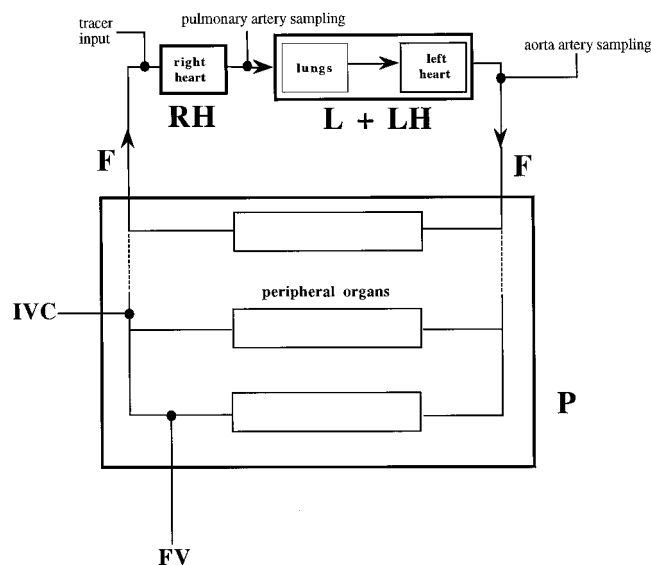 tracer
input
pulmonary artery sampling
aorta artery sampling
right
heart
lungs
left
heart
RH
L + LH
F
F
peripheral organs
IVC
P
FV